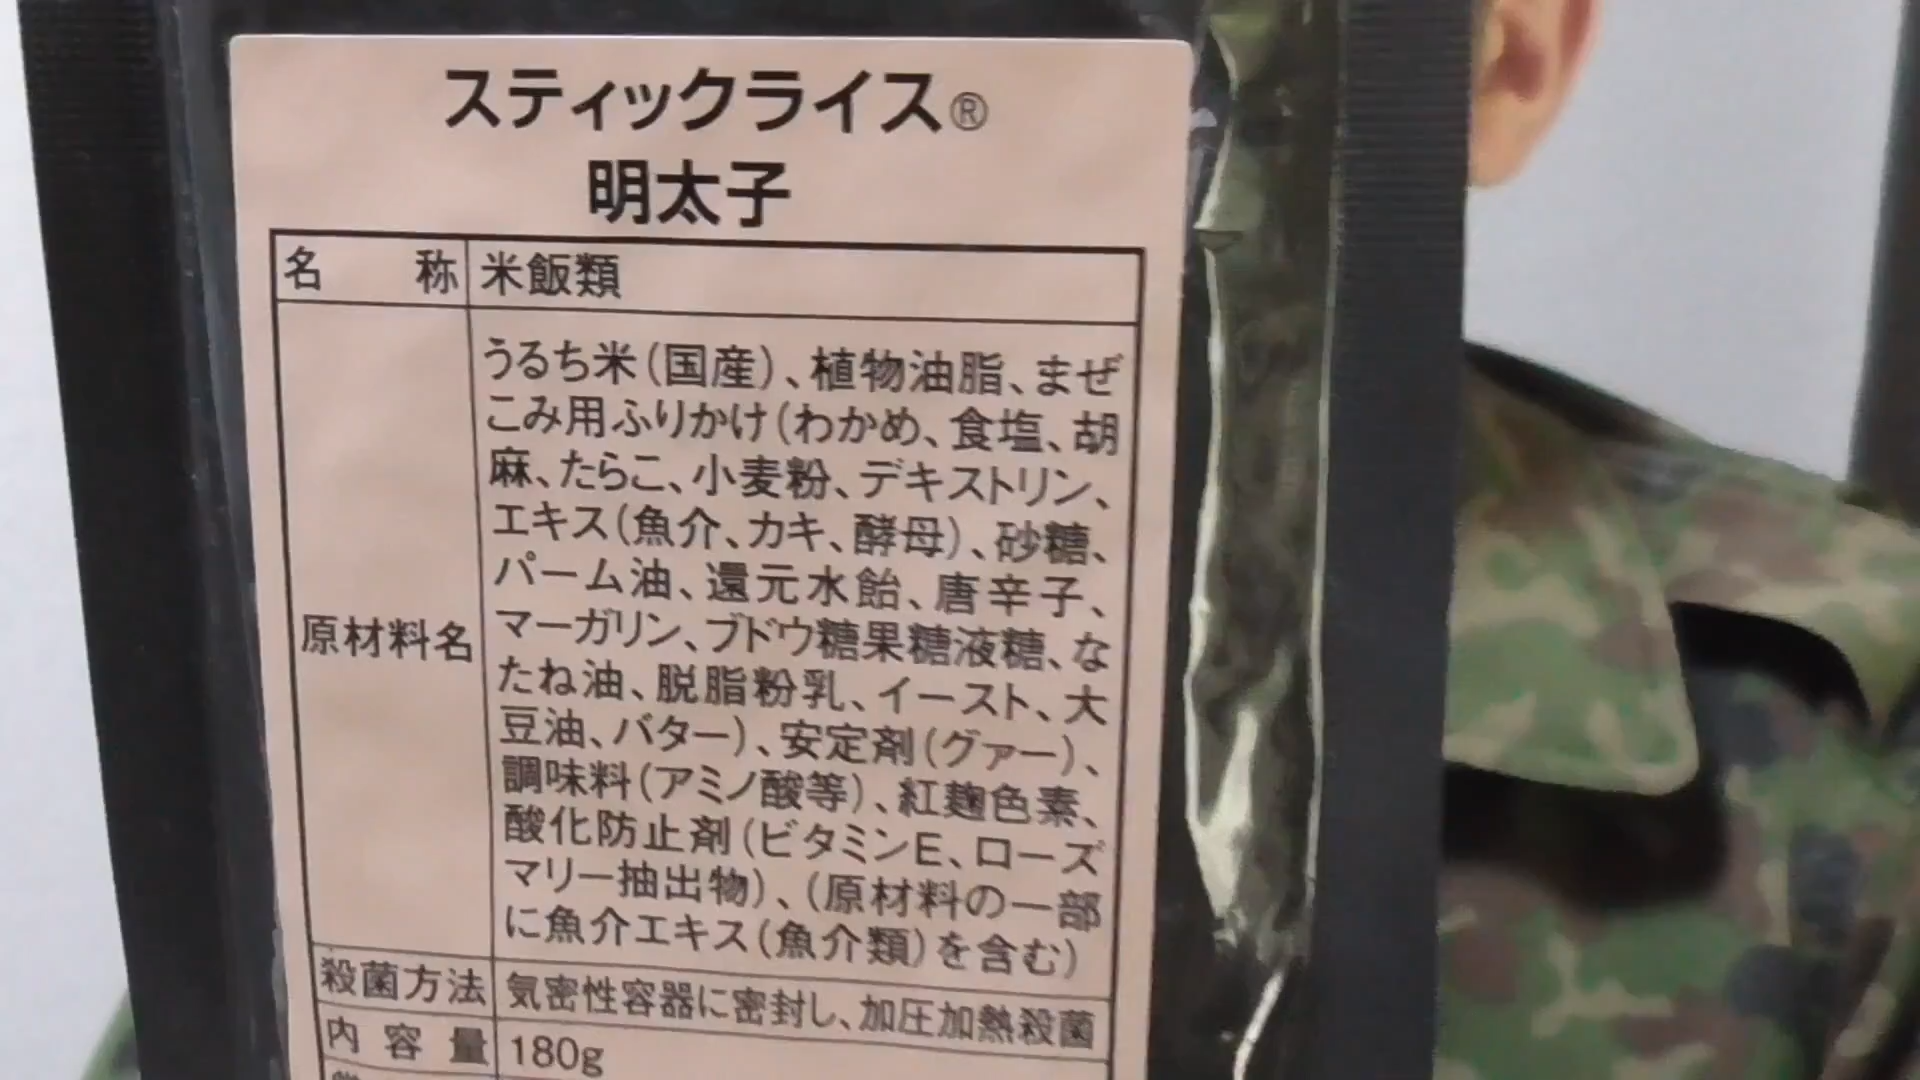 スティックライス®
明太子
名 称 米飯類
原材料名
うるち米(国産)、植物油脂、まぜ
こみ用ふりかけ(わかめ、食塩、胡
麻、たらこ、小麦粉、デキストリン、
エキス(魚介、カキ、酵母)、砂糖、
パーム油、還元水飴、唐辛子、
マーガリン、ブドウ糖果糖液糖、な
たね油、脱脂粉乳、イースト、大
豆油、バター)、安定剤(グァー)、
調味料(アミノ酸等)、紅麹色素、
酸化防止剤(ビタミンE、ローズ
マリー抽出物)、(原材料の一部
に魚介エキス(魚介類)を含む)
殺菌方法 気密性容器に密封し、加圧加熱殺菌
内容量 180g